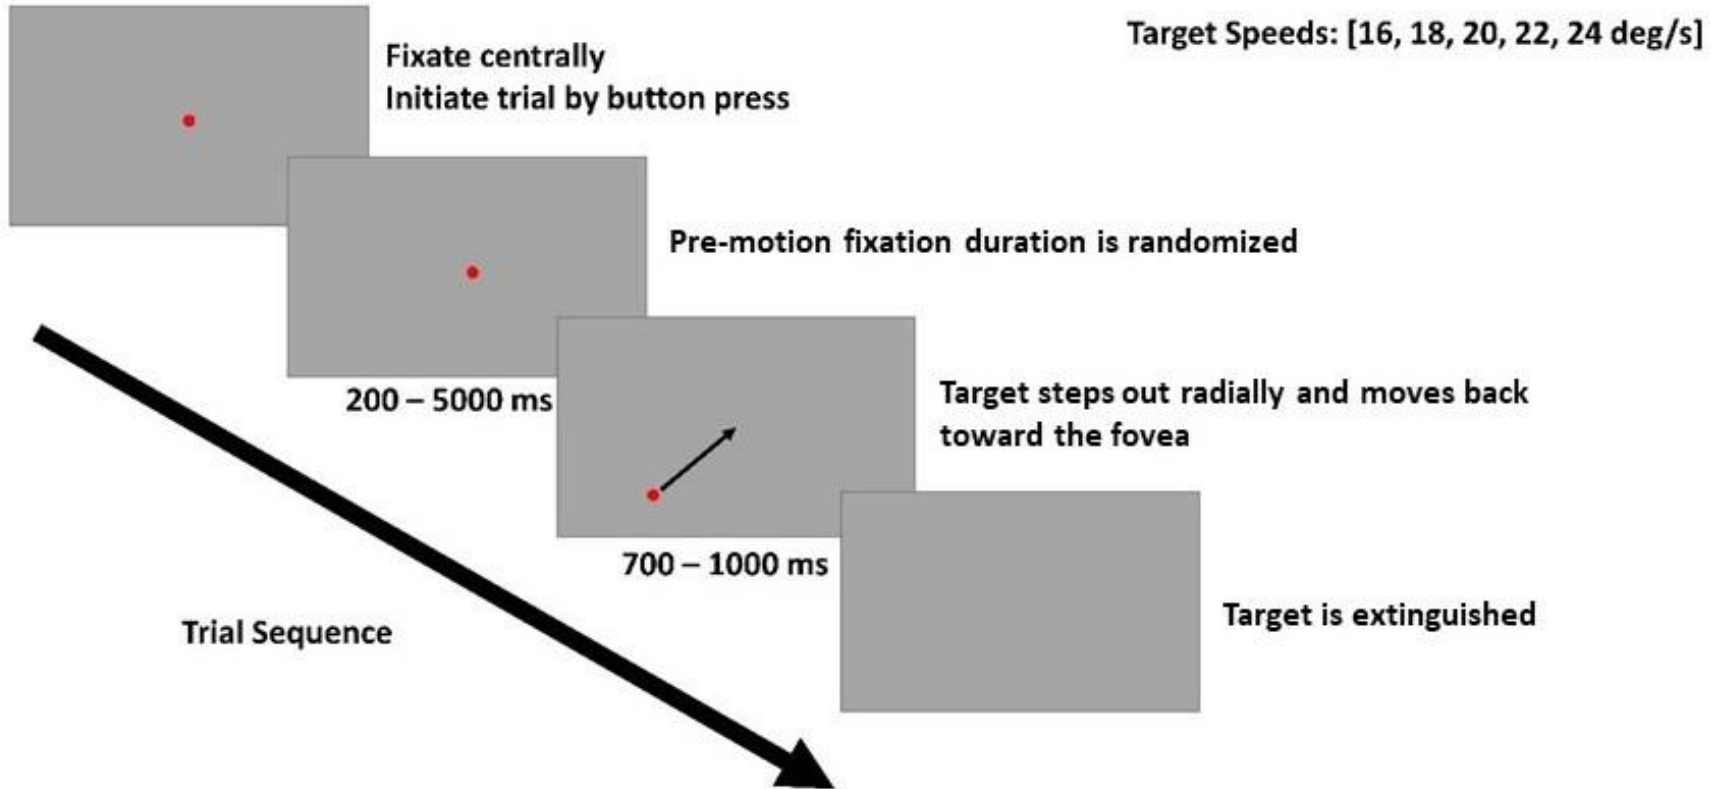 Target Speeds: [16, 18, 20, 22, 24 deg/s]
Fixate centrally
Initiate trial by button press
Pre-motion fixation duration is randomized
200 – 5000 ms
Target steps out radially and moves back
toward the fovea
700 – 1000 ms
Target is extinguished
Trial Sequence